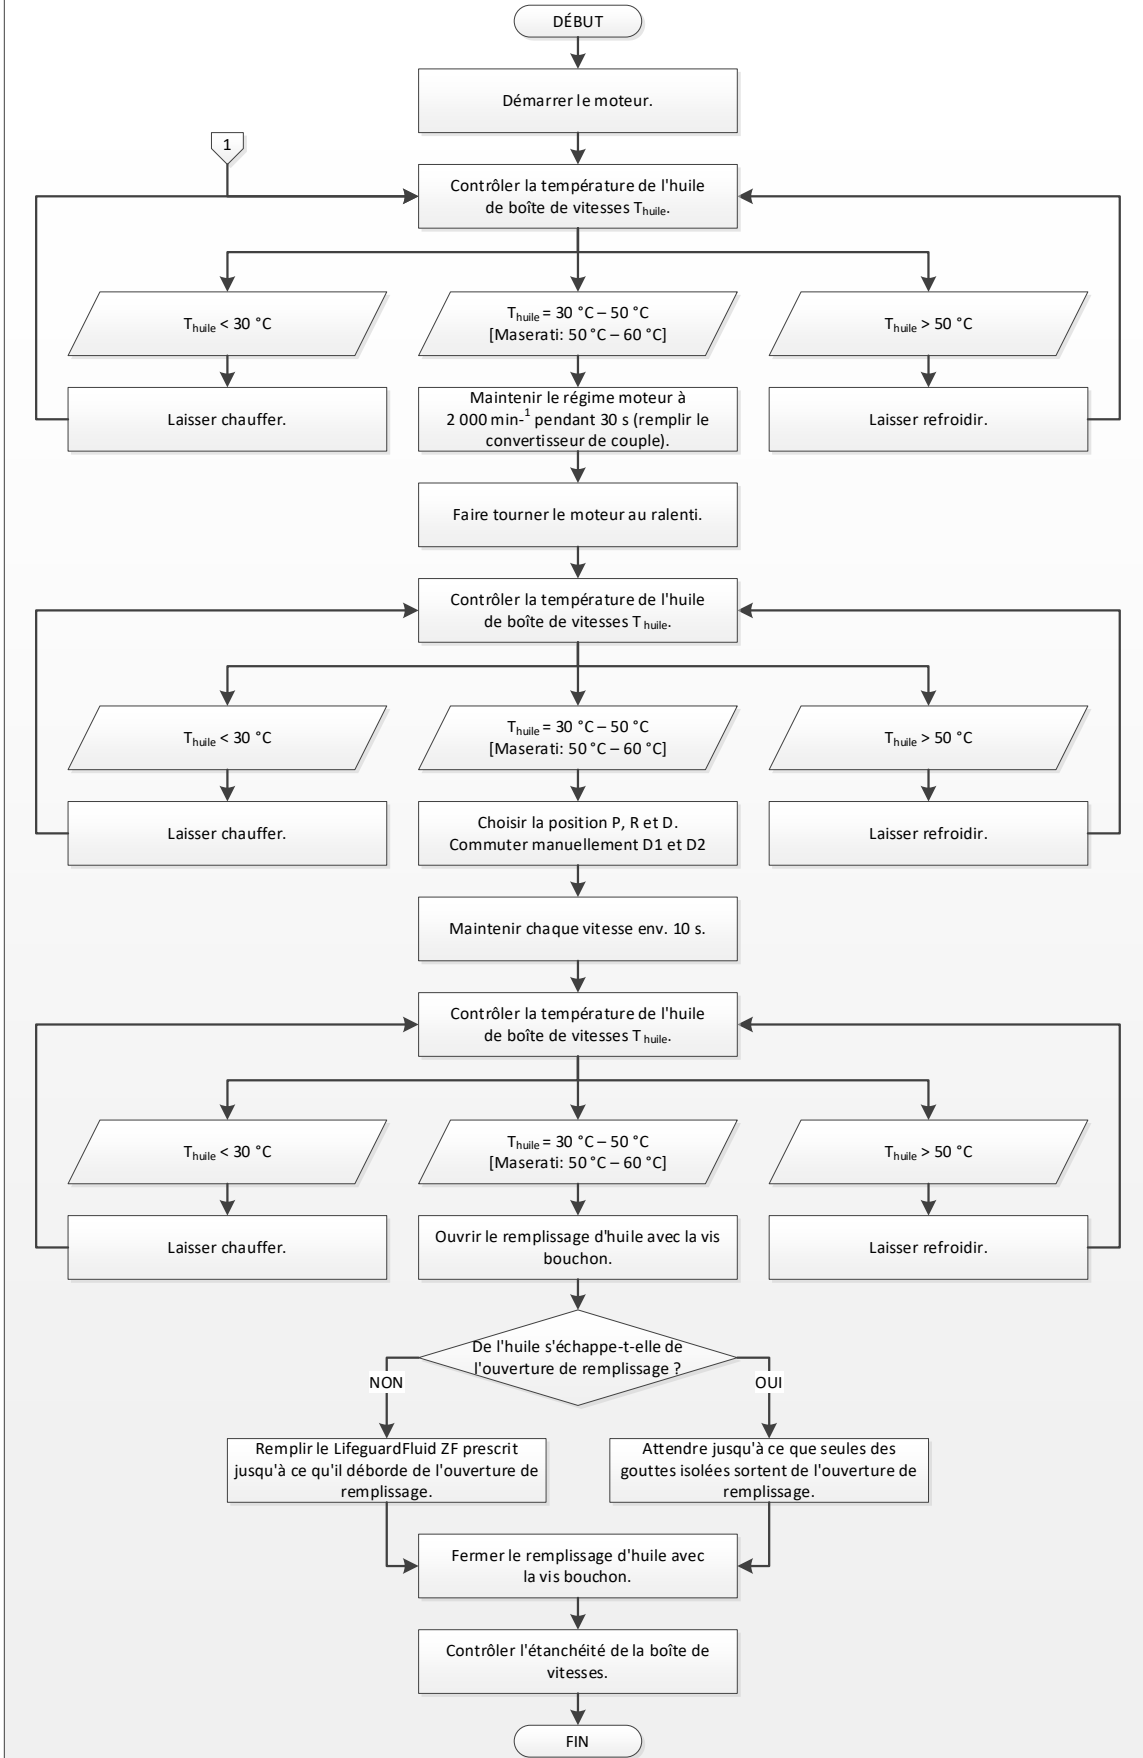 DÉBUT
Démarrer le moteur.
1
Contrôler la température de l'huile
de boîte de vitesses Thuile.
Thuile < 30 °C
Thuile = 30 °C – 50 °C
[Maserati: 50 °C – 60 °C]
Thuile > 50 °C
Laisser chauffer.
Maintenir le régime moteur à
2 000 min-¹ pendant 30 s (remplir le
convertisseur de couple).
Laisser refroidir.
Faire tourner le moteur au ralenti.
Contrôler la température de l'huile
de boîte de vitesses Thuile.
Thuile < 30 °C
Thuile = 30 °C – 50 °C
[Maserati: 50 °C – 60 °C]
Thuile > 50 °C
Laisser chauffer.
Choisir la position P, R et D.
Commuter manuellement D1 et D2
Laisser refroidir.
Maintenir chaque vitesse env. 10 s.
Contrôler la température de l'huile
de boîte de vitesses Thuile.
Thuile < 30 °C
Thuile = 30 °C – 50 °C
[Maserati: 50 °C – 60 °C]
Thuile > 50 °C
Laisser chauffer.
Ouvrir le remplissage d'huile avec la vis
bouchon.
Laisser refroidir.
De l'huile s'échappe-t-elle de
l'ouverture de remplissage ?
NON
OUI
Remplir le LifeguardFluid ZF prescrit
jusqu'à ce qu'il déborde de l'ouverture de
remplissage.
Attendre jusqu'à ce que seules des
gouttes isolées sortent de l'ouverture de
remplissage.
Fermer le remplissage d'huile avec
la vis bouchon.
Contrôler l'étanchéité de la boîte de
vitesses.
FIN